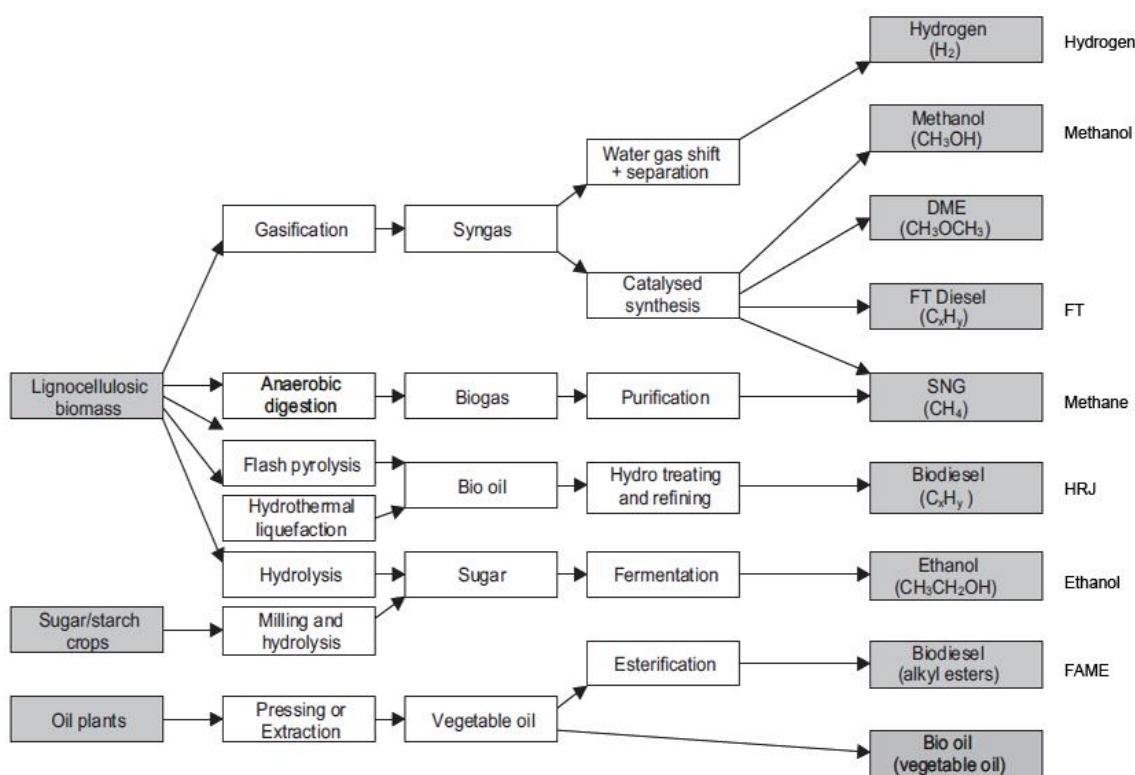 Hydrogen
(H₂)
Hydrogen
Methanol
(CH₃OH)
Methanol
Water gas shift
+ separation
DME
(CH₃OCH₃)
Gasification
Syngas
Catalysed
synthesis
FT Diesel
(CₓHᵧ)
FT
Lignocellulosic
biomass
Anaerobic
digestion
Biogas
Purification
SNG
(CH₄)
Methane
Flash pyrolysis
Hydrothermal
liquefaction
Bio oil
Hydro treating
and refining
Biodiesel
(CₓHᵧ )
HRJ
Hydrolysis
Sugar
Fermentation
Ethanol
(CH₃CH₂OH)
Ethanol
Sugar/starch
crops
Milling and
hydrolysis
Esterification
Biodiesel
(alkyl esters)
FAME
Oil plants
Pressing or
Extraction
Vegetable oil
Bio oil
(vegetable oil)